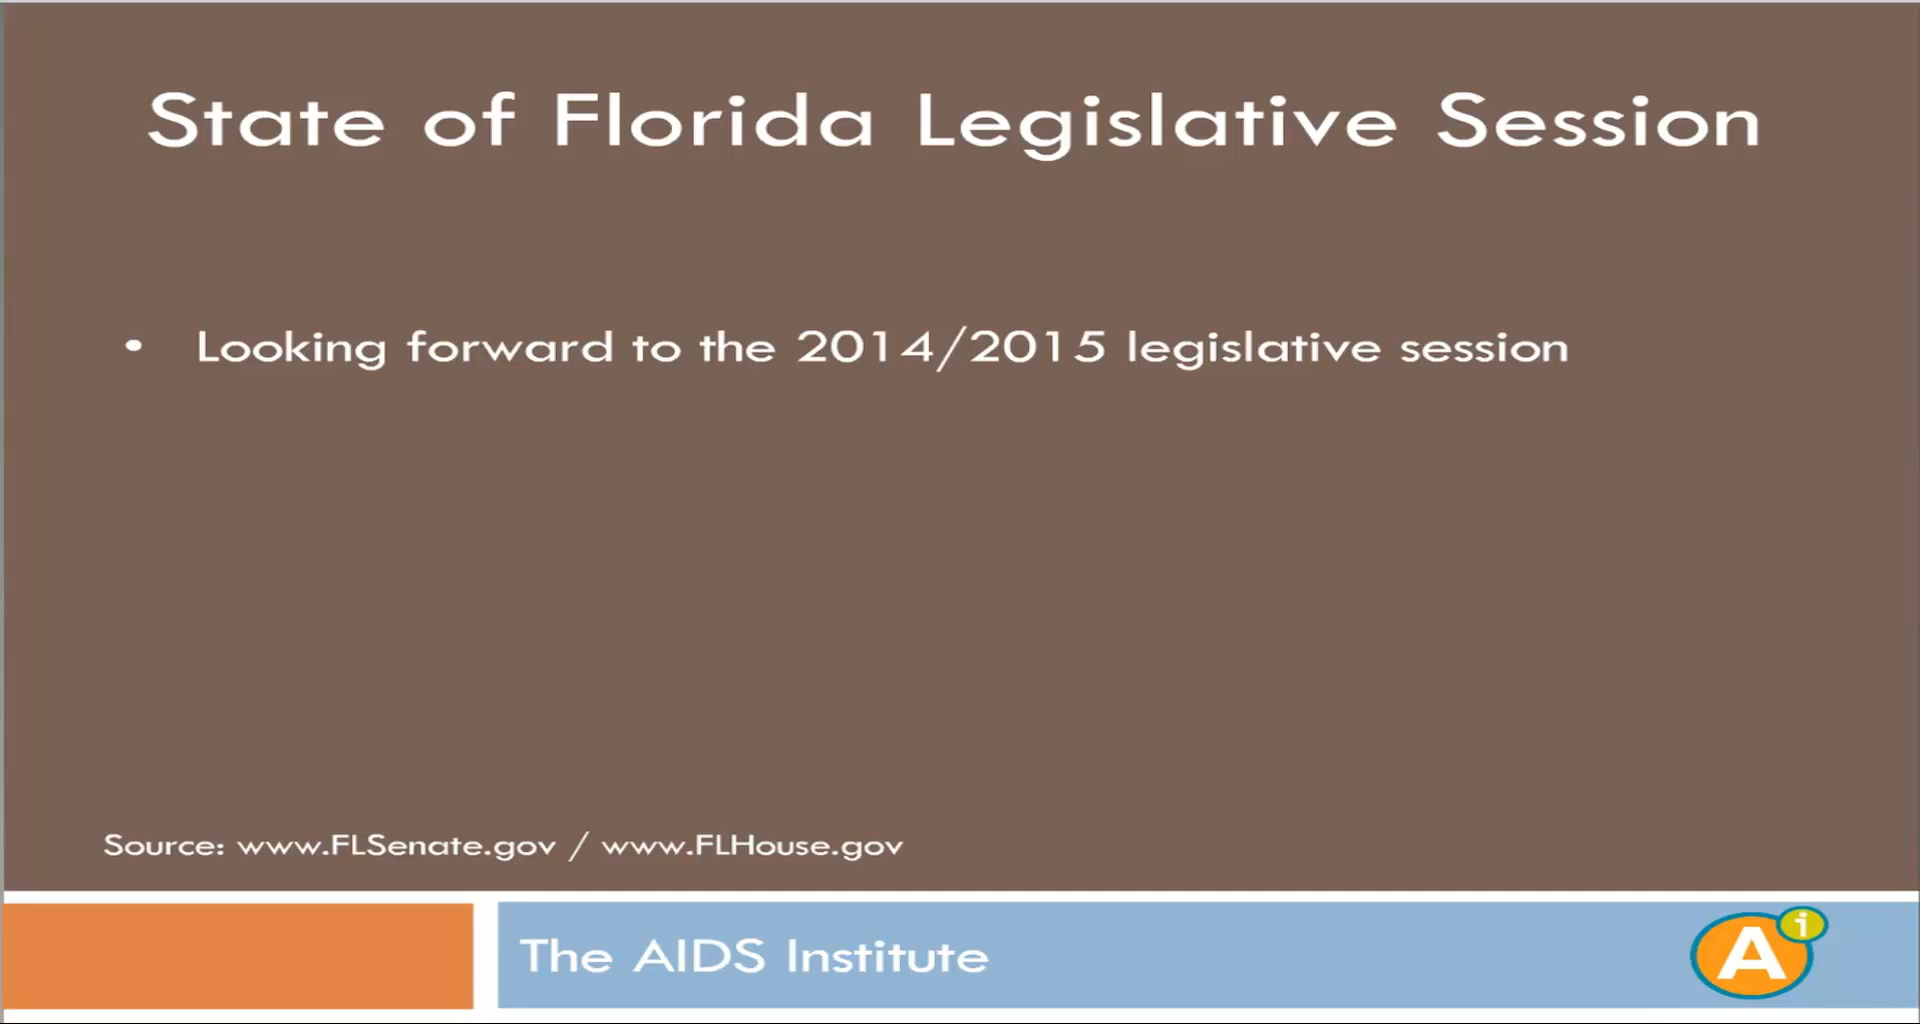 State of Florida Legislative Session
• Looking forward to the 2014/2015 legislative session
Source: www.FLSenate.gov / www.FLHouse.gov
The AIDS Institute
A i